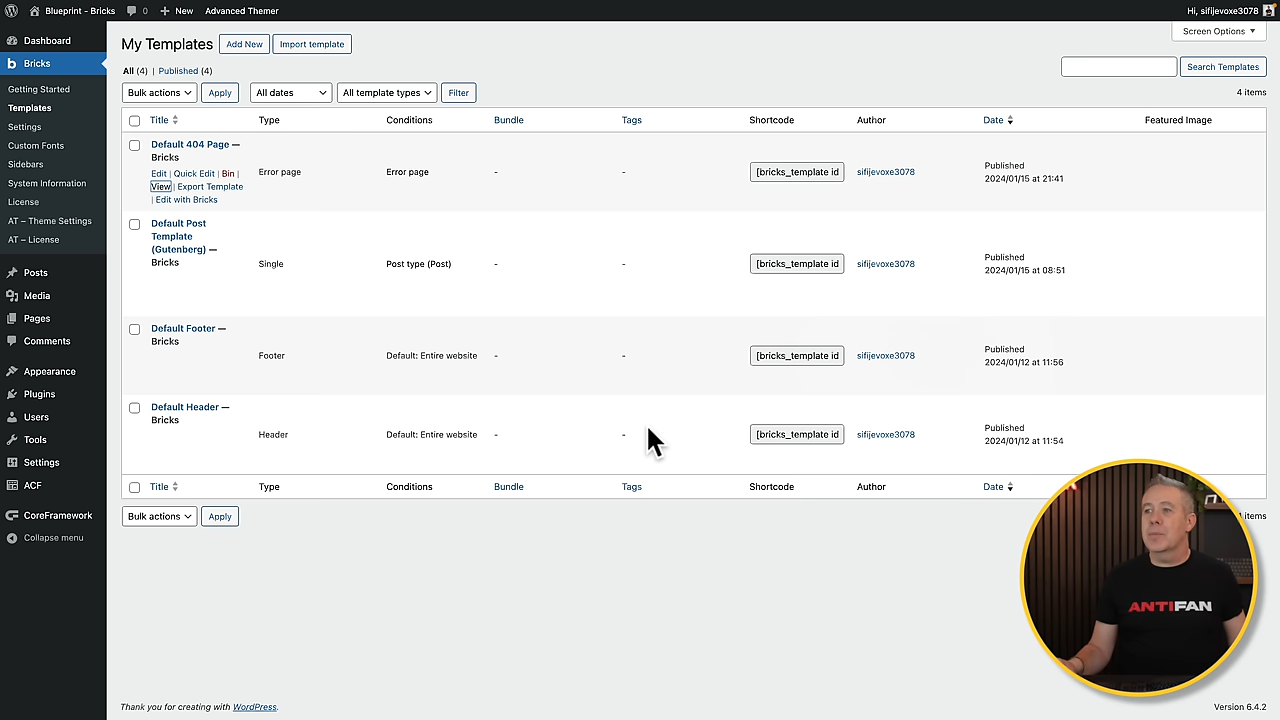 Blueprint - Bricks 0 New Advanced Themer Hi, sifijevoxe3078
Dashboard
Bricks
Getting Started
Templates
Settings
Custom Fonts
Sidebars
System Information
License
AT – Theme Settings
AT – License
Posts
Media
Pages
Comments
Appearance
Plugins
Users
Tools
Settings
ACF
CoreFramework
Collapse menu
Screen Options
My Templates Add New Import template
All (4) | Published (4)
Search Templates
Bulk actions Apply All dates All template types Filter 4 items
Title Type Conditions Bundle Tags Shortcode Author Date Featured Image
Default 404 Page —
Bricks
Edit | Quick Edit | Bin |
View | Export Template
| Edit with Bricks
Error page Error page - - [bricks_template id sifijevoxe3078
Published
2024/01/15 at 21:41
Default Post
Template
(Gutenberg) —
Bricks
Single Post type (Post) - - [bricks_template id sifijevoxe3078
Published
2024/01/15 at 08:51
Default Footer —
Bricks
Footer Default: Entire website - - [bricks_template id sifijevoxe3078
Published
2024/01/12 at 11:56
Default Header —
Bricks
Header Default: Entire website - - [bricks_template id sifijevoxe3078
Published
2024/01/12 at 11:54
Title Type Conditions Bundle Tags Shortcode Author Date
Bulk actions Apply items
ANTIFAN
Thank you for creating with WordPress. Version 6.4.2